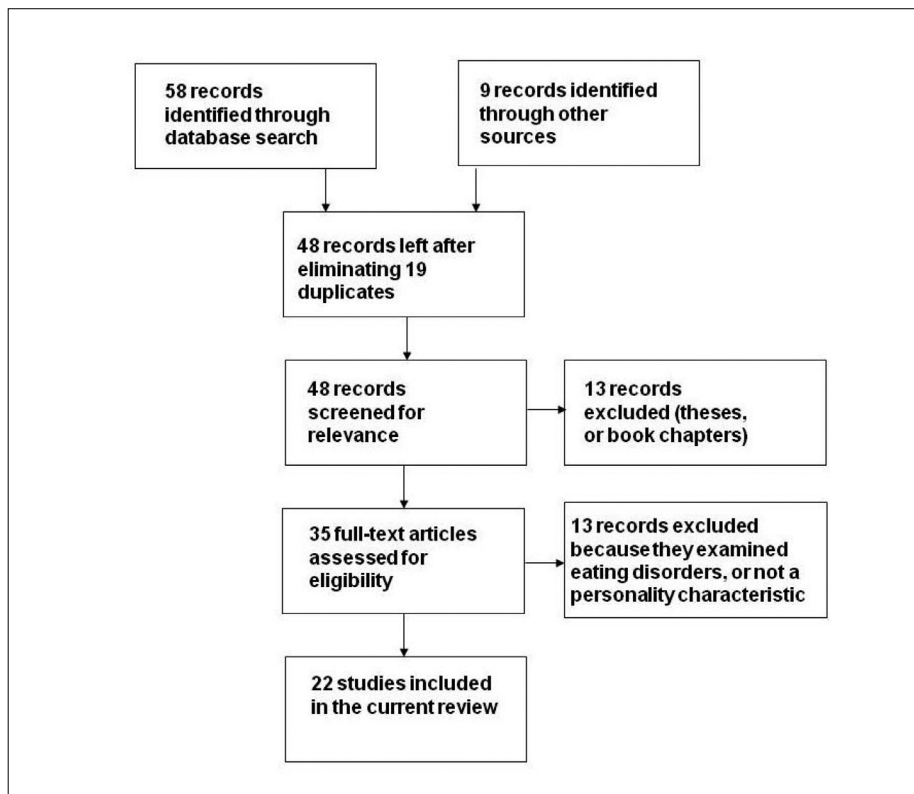 58 records
identified through
database search
9 records identified
through other
sources
48 records left after
eliminating 19
duplicates
48 records
screened for
relevance
13 records
excluded (theses,
or book chapters)
35 full-text articles
assessed for
eligibility
13 records excluded
because they examined
eating disorders, or not a
personality characteristic
22 studies included
in the current review